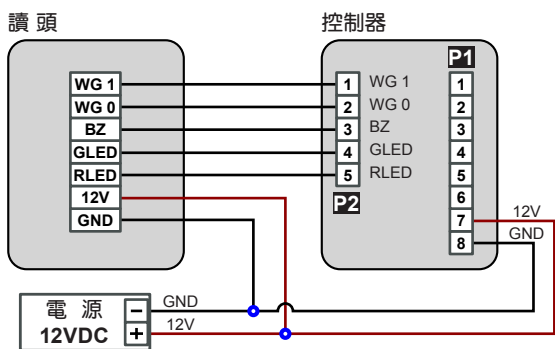 讀 頭
控制器
P1
WG 1
WG 0
BZ
GLED
RLED
12V
GND
1 WG 1
2 WG 0
3 BZ
4 GLED
5 RLED
P2
1
2
3
4
5
6
7
8
12V
GND
電 源
12VDC
−
+
GND
12V